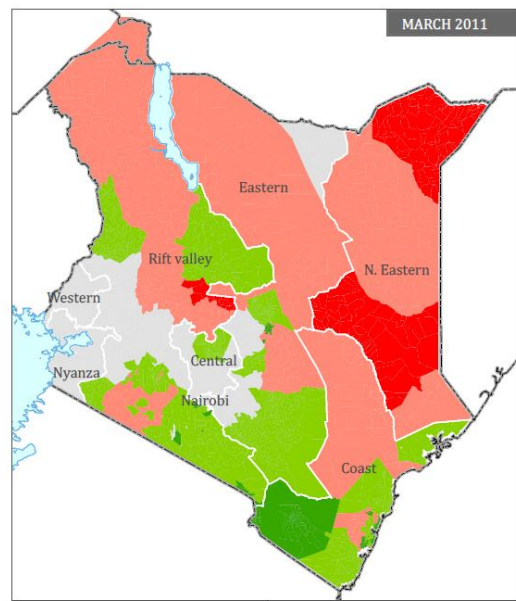 MARCH 2011
Eastern
Rift valley
N. Eastern
Western
Central
Nyanza
Nairobi
Coast